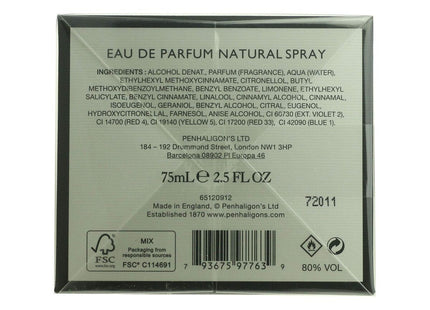 EAU DE PARFUM NATURAL SPRAY
INGREDIENTS : ALCOHOL DENAT., PARFUM (FRAGRANCE), AQUA (WATER),
ETHYLHEXYL METHOXYCINNAMATE, CITRONELLOL, BUTYL
METHOXYDIBENZOYLMETHANE, BENZYL BENZOATE, LIMONENE, ETHYLHEXYL
SALICYLATE, BENZYL CINNAMATE, LINALOOL, CINNAMYL ALCOHOL, CINNAMAL,
ISOEUGENOL, GERANIOL, BENZYL ALCOHOL, CITRAL, EUGENOL,
HYDROXYCITRONELLAL, FARNESOL, ANISE ALCOHOL, CI 60730 (EXT. VIOLET 2),
CI 14700 (RED 4), CI 19140 (YELLOW 5), CI 17200 (RED 33), CI 42090 (BLUE 1).
PENHALIGON'S LTD
184 – 192 Drummond Street, London NW1 3HP
Barcelona 08902 Pl Europa 46
75mL ℮ 2.5 FL OZ
65120912
72011
Made in England, © Penhaligon's Ltd
Established 1870 www.penhaligons.com
FSC
www.fsc.org
MIX
Packaging from
responsible sources
FSC® C114691
7 93675 97763 9
80% VOL